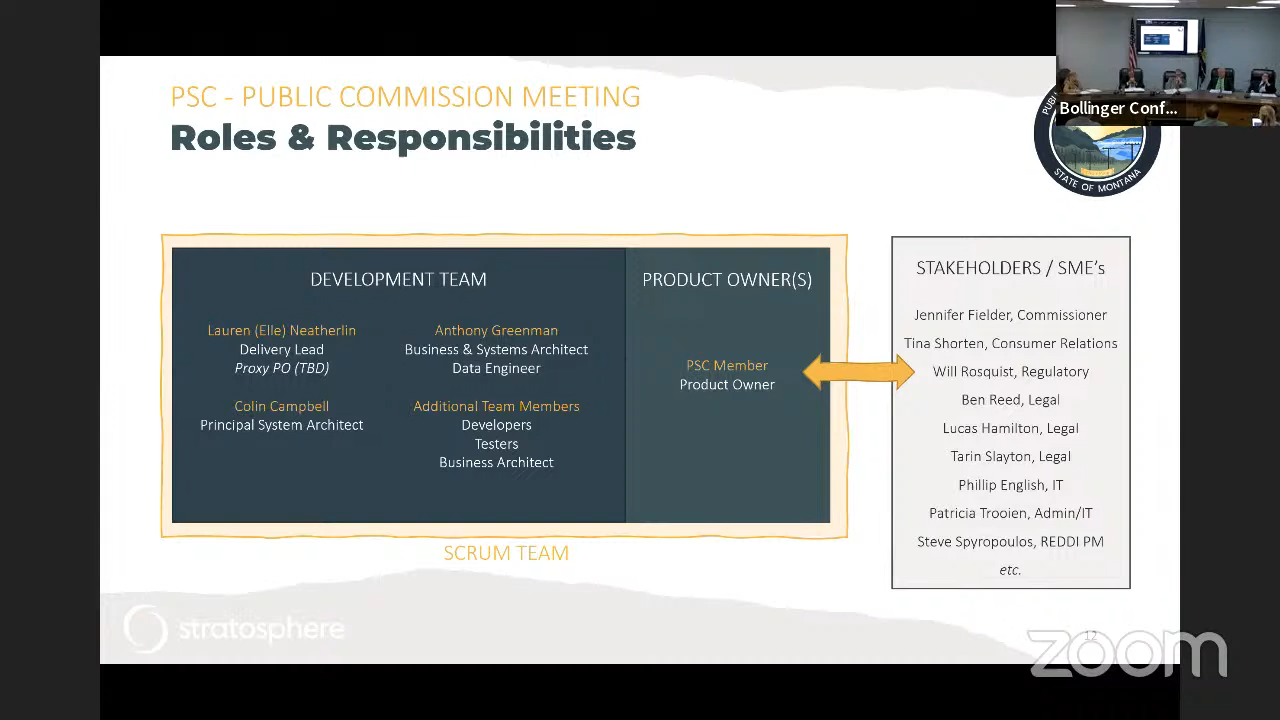 PSC - PUBLIC COMMISSION MEETING
Roles & Responsibilities
Bollinger Conf...
STATE OF MONTANA
DEVELOPMENT TEAM
Lauren (Elle) Neatherlin
Delivery Lead
Proxy PO (TBD)
Colin Campbell
Principal System Architect
Anthony Greenman
Business & Systems Architect
Data Engineer
Additional Team Members
Developers
Testers
Business Architect
PRODUCT OWNER(S)
PSC Member
Product Owner
SCRUM TEAM
STAKEHOLDERS / SME's
Jennifer Fielder, Commissioner
Tina Shorten, Consumer Relations
Will Rosquist, Regulatory
Ben Reed, Legal
Lucas Hamilton, Legal
Tarin Slayton, Legal
Phillip English, IT
Patricia Trooien, Admin/IT
Steve Spyropoulos, REDDI PM
etc.
stratosphere
12
zoom